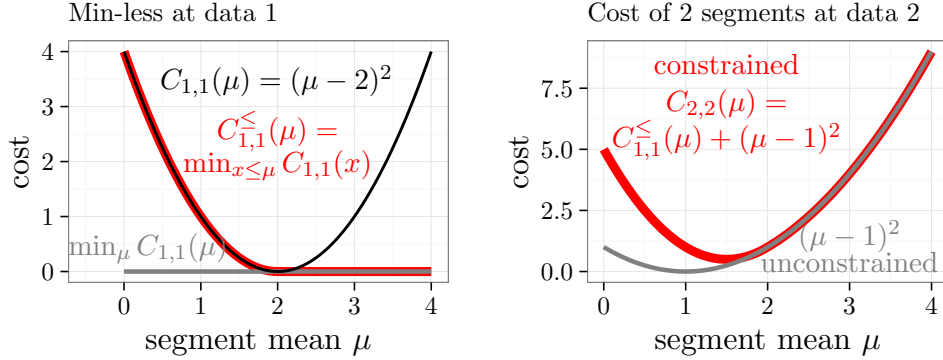 Min-less at data 1
cost
4
3
2
1
0
C_{1,1}(μ) = (μ − 2)^2
C^≤_{1,1}(μ) =
min_{x≤μ} C_{1,1}(x)
min_μ C_{1,1}(μ)
0 1 2 3 4
segment mean μ
Cost of 2 segments at data 2
cost
7.5
5.0
2.5
0.0
constrained
C_{2,2}(μ) =
C^≤_{1,1}(μ) + (μ − 1)^2
(μ − 1)^2
unconstrained
0 1 2 3 4
segment mean μ